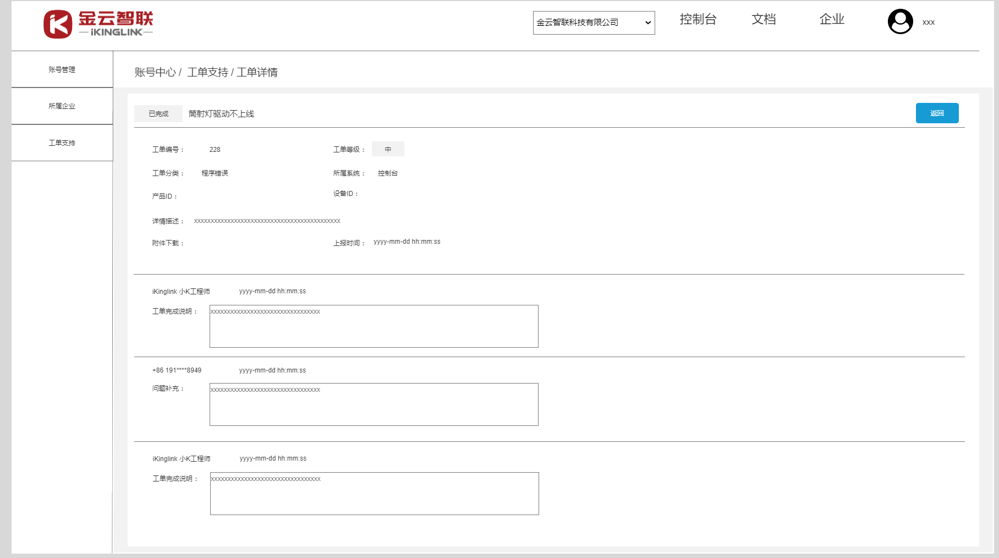 金云智联
iKINGLINK
金云智联科技有限公司
控制台
文档
企业
xxx
账号管理
所属企业
工单支持
账号中心 / 工单支持 / 工单详情
已完成
筒射灯驱动不上线
返回
工单编号： 228
工单等级： 中
工单分类： 程序错误
所属系统： 控制台
产品ID：
设备ID：
详情描述： xxxxxxxxxxxxxxxxxxxxxxxxxxxxxxxxxxxxxxxxxxxx
附件下载：
上报时间： yyyy-mm-dd hh:mm:ss
iKinglink 小K工程师 yyyy-mm-dd hh:mm:ss
工单完成说明： xxxxxxxxxxxxxxxxxxxxxxxxxxxxxxxxx
+86 191****8949 yyyy-mm-dd hh:mm:ss
问题补充： xxxxxxxxxxxxxxxxxxxxxxxxxxxxxxxxx
iKinglink 小K工程师 yyyy-mm-dd hh:mm:ss
工单完成说明： xxxxxxxxxxxxxxxxxxxxxxxxxxxxxxxxx